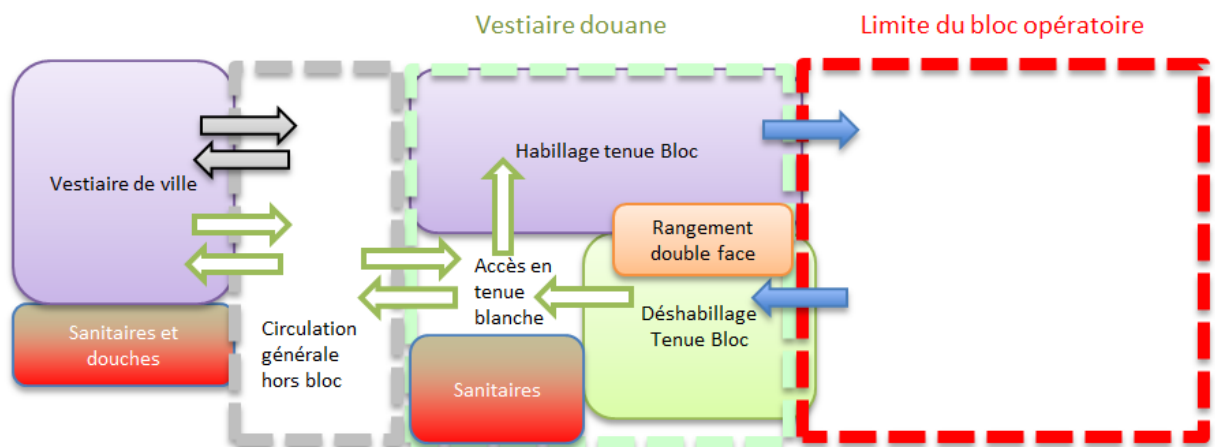 Vestiaire douane
Limite du bloc opératoire
Vestiaire de ville
Sanitaires et
douches
Circulation
générale
hors bloc
Habillage tenue Bloc
Rangement
double face
Accès en
tenue
blanche
Déshabillage
Tenue Bloc
Sanitaires